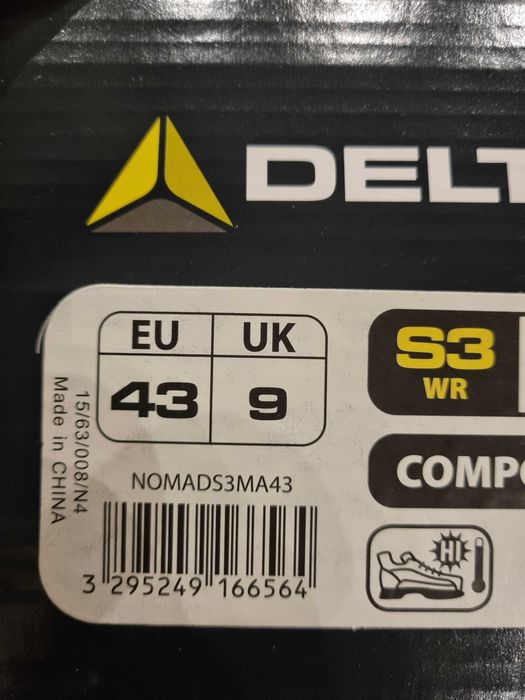 DELT
EU UK
43 9
S3
WR
COMPO
NOMADS3MA43
3 295249 166564
HI
15/63/008/N4
Made in CHINA